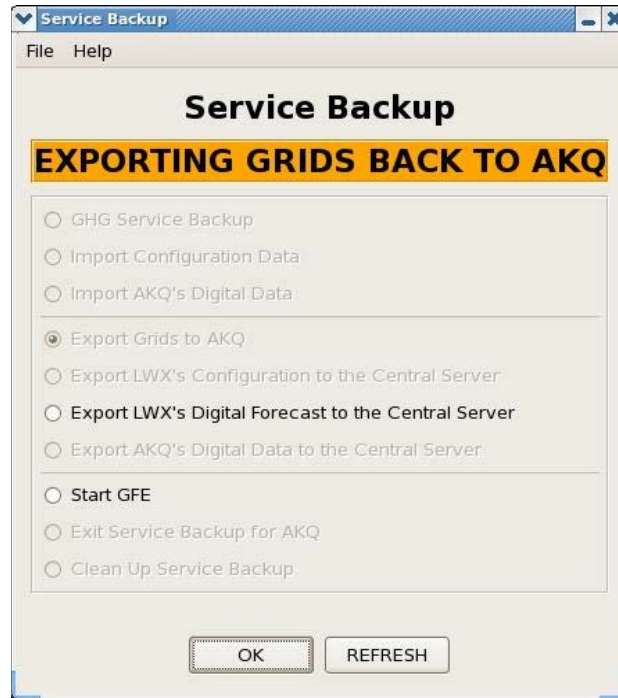 Service Backup
File Help
Service Backup
EXPORTING GRIDS BACK TO AKQ
GHG Service Backup
Import Configuration Data
Import AKQ's Digital Data
Export Grids to AKQ
Export LWX's Configuration to the Central Server
Export LWX's Digital Forecast to the Central Server
Export AKQ's Digital Data to the Central Server
Start GFE
Exit Service Backup for AKQ
Clean Up Service Backup
OK REFRESH